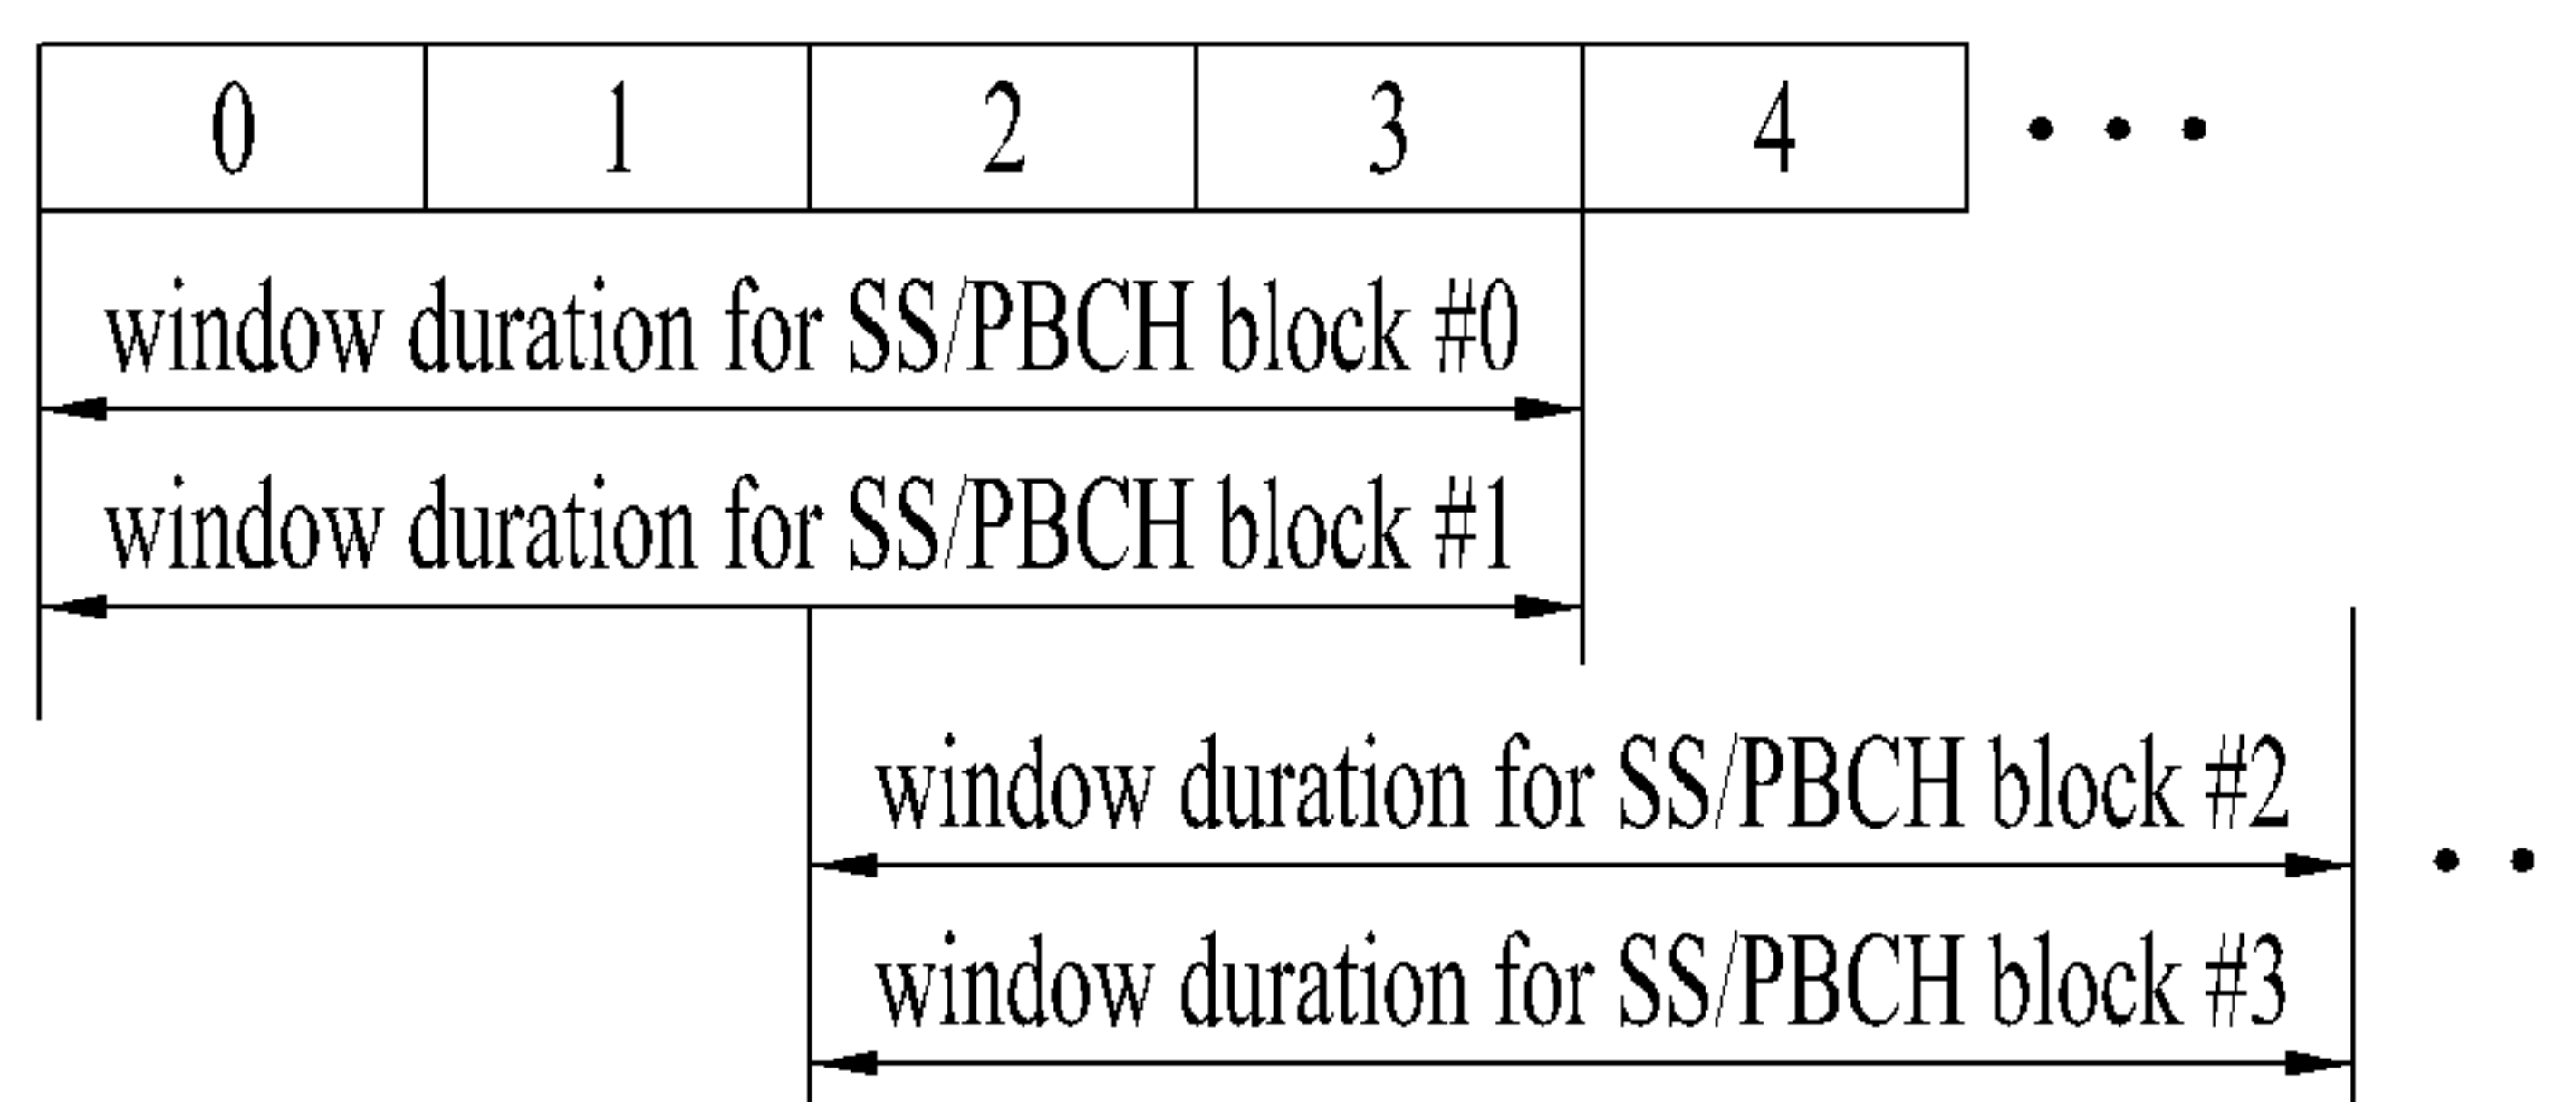 0 1 2 3 4 • • •
window duration for SS/PBCH block #0
window duration for SS/PBCH block #1
window duration for SS/PBCH block #2
• •
window duration for SS/PBCH block #3